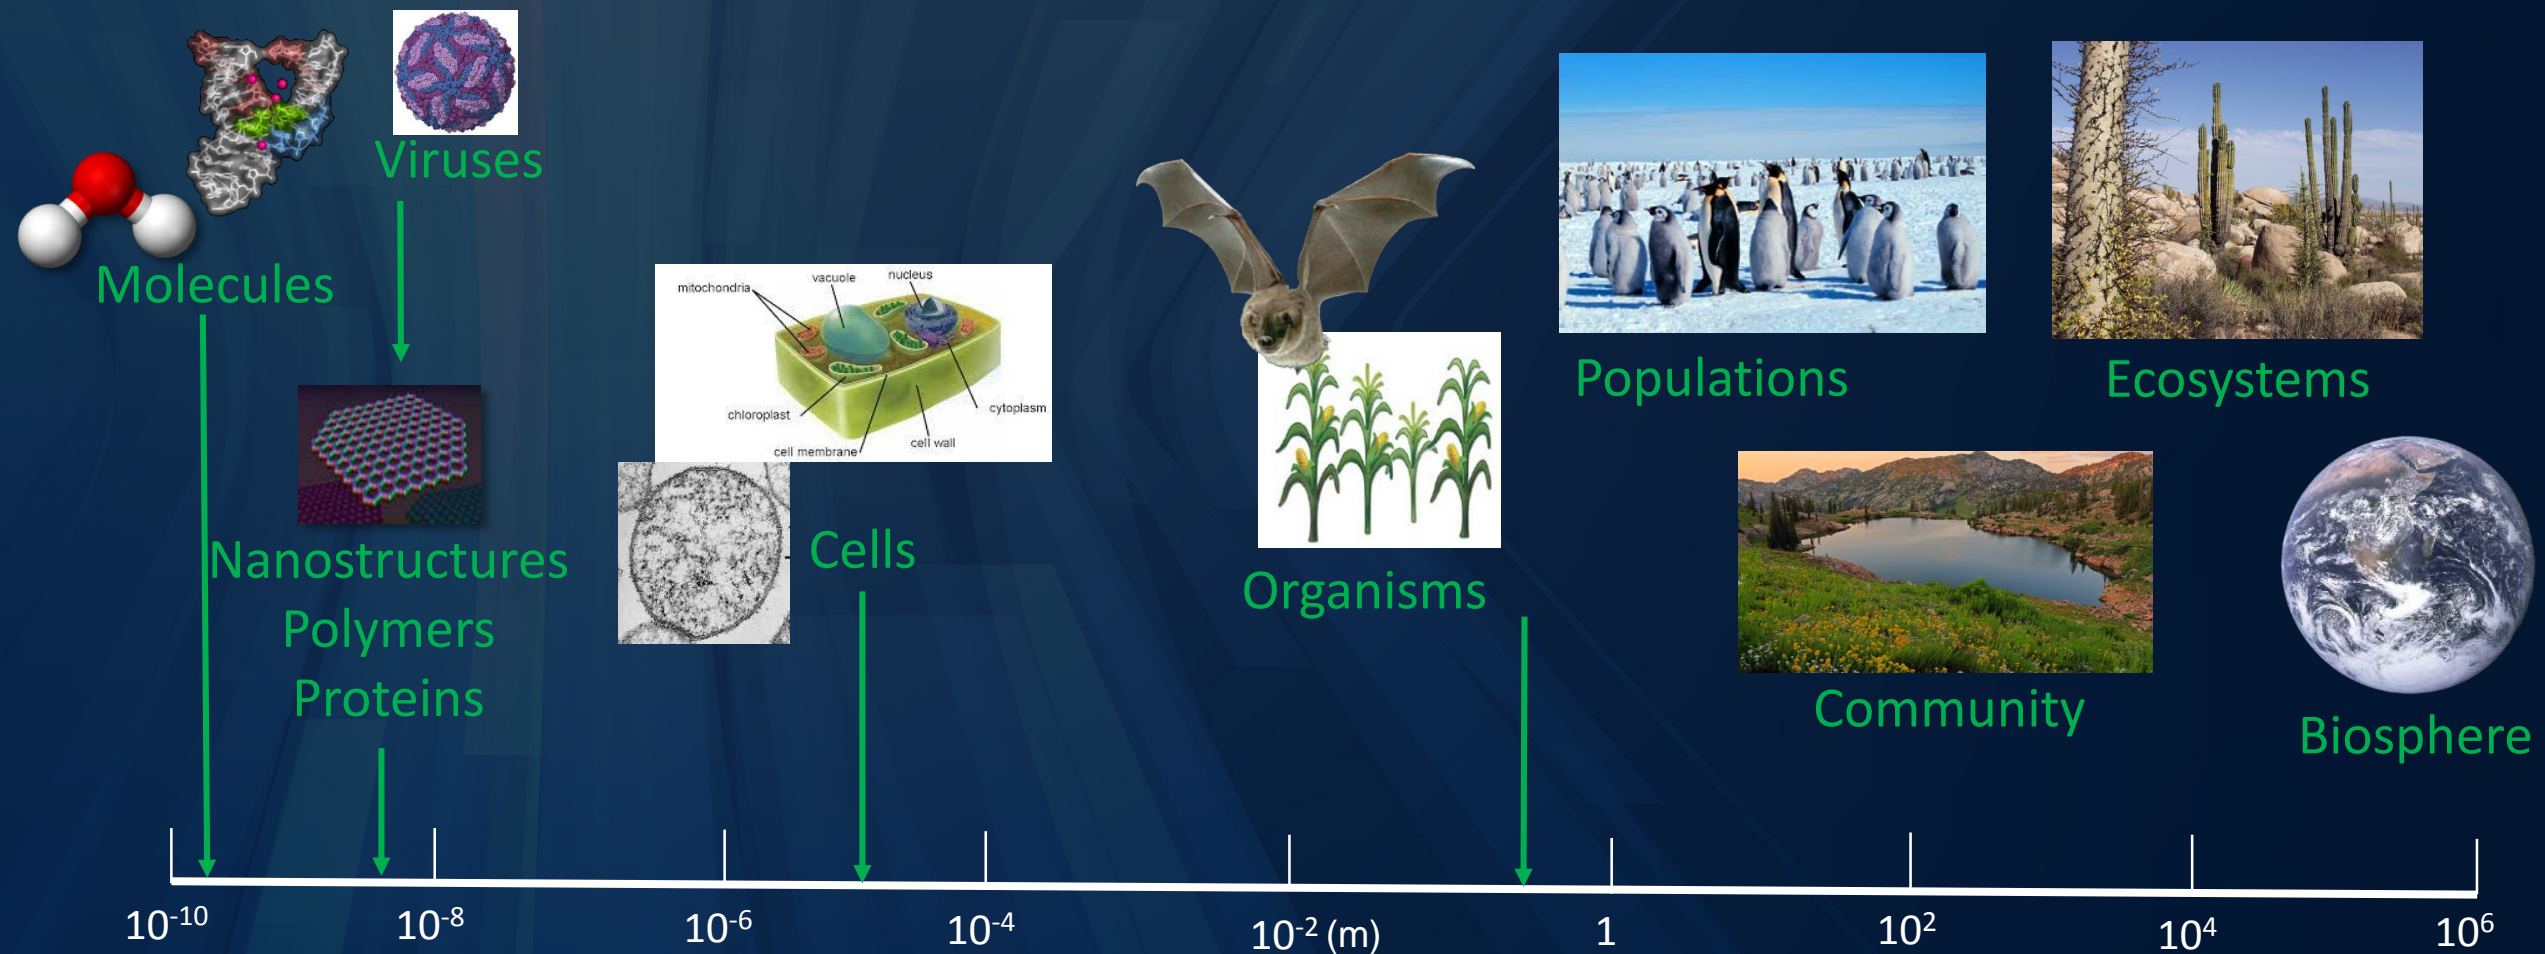 Viruses
Molecules
mitochondria
vacuole
nucleus
chloroplast
cytoplasm
cell wall
cell membrane
Populations
Ecosystems
Nanostructures
Polymers
Proteins
Cells
Organisms
Community
Biosphere
10⁻¹⁰
10⁻⁸
10⁻⁶
10⁻⁴
10⁻² (m)
1
10²
10⁴
10⁶